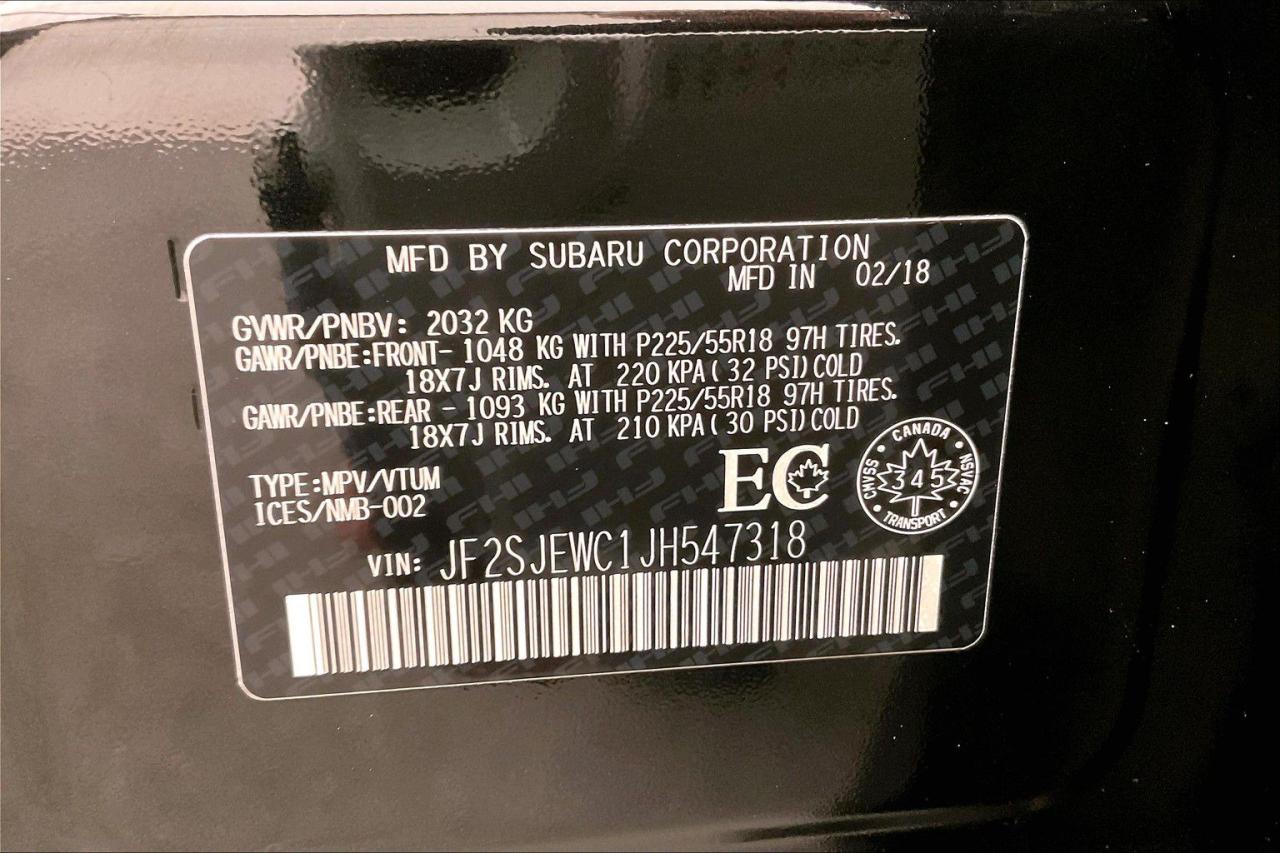 MFD BY SUBARU CORPORATION
MFD IN 02/18
GVWR/PNBV: 2032 KG
GAWR/PNBE:FRONT- 1048 KG WITH P225/55R18 97H TIRES.
18X7J RIMS. AT 220 KPA( 32 PSI)COLD
GAWR/PNBE:REAR - 1093 KG WITH P225/55R18 97H TIRES.
18X7J RIMS. AT 210 KPA( 30 PSI)COLD
TYPE:MPV/VTUM
ICES/NMB-002
EC
CANADA
CMVSS 345 NSVAC
TRANSPORT
VIN: JF2SJEWC1JH547318